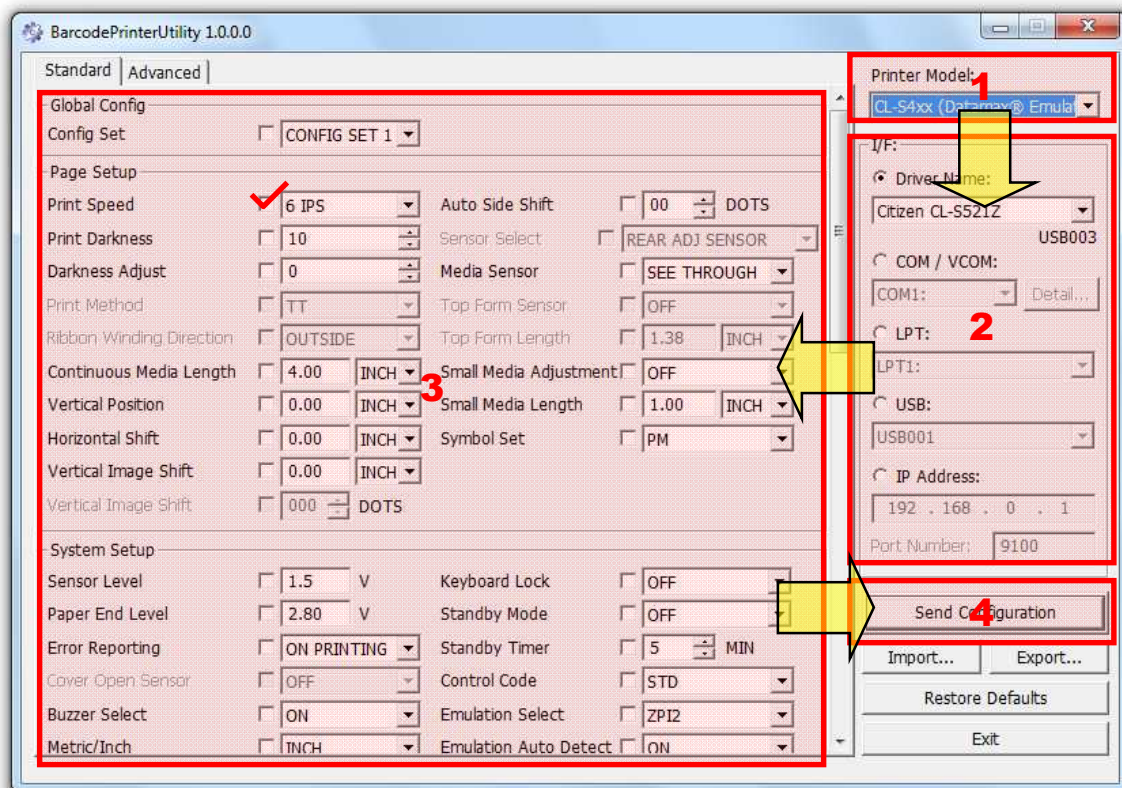 BarcodePrinterUtility 1.0.0.0
Standard Advanced
Global Config
Config Set CONFIG SET 1
Page Setup
Print Speed 6 IPS Auto Side Shift 00 DOTS
Print Darkness 10 Sensor Select REAR ADJ SENSOR
Darkness Adjust 0 Media Sensor SEE THROUGH
Print Method TT Top Form Sensor OFF
Ribbon Winding Direction OUTSIDE Top Form Length 1.38 INCH
Continuous Media Length 4.00 INCH Small Media Adjustment OFF
3
Vertical Position 0.00 INCH Small Media Length 1.00 INCH
Horizontal Shift 0.00 INCH Symbol Set PM
Vertical Image Shift 0.00 INCH
Vertical Image Shift 000 DOTS
System Setup
Sensor Level 1.5 V Keyboard Lock OFF
Paper End Level 2.80 V Standby Mode OFF
Error Reporting ON PRINTING Standby Timer 5 MIN
Cover Open Sensor OFF Control Code STD
Buzzer Select ON Emulation Select ZPI2
Metric/Inch INCH Emulation Auto Detect ON
Printer Model:
1
CL-S4xx (Datamax® Emulat
I/F:
Driver Name:
Citizen CL-S521Z
USB003
COM / VCOM:
COM1: Detail...
LPT:
2
LPT1:
USB:
USB001
IP Address:
192 . 168 . 0 . 1
Port Number: 9100
Send Configuration
4
Import... Export...
Restore Defaults
Exit